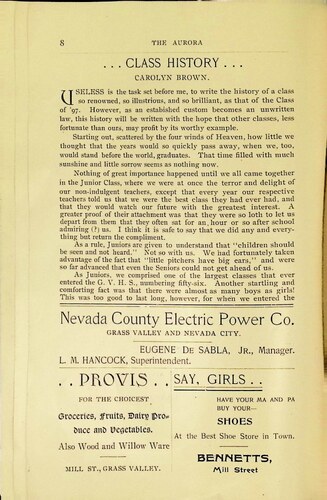 8
THE AURORA
. . . CLASS HISTORY . . .
CAROLYN BROWN.
USELESS is the task set before me, to write the history of a class
so renowned, so illustrious, and so brilliant, as that of the Class
of '97. However, as an estabished custom becomes an unwritten
law, this history will be written with the hope that other classes, less
fortunate than ours, may profit by its worthy example.
Starting out, scattered by the four winds of Heaven, how little we
thought that the years would so quickly pass away, when we, too,
would stand before the world, graduates. That time filled with much
sunshine and little sorrow seems as nothing now.
Nothing of great importance happened until we all came together
in the Junior Class, where we were at once the terror and delight of
our non-indulgent teachers, except that every year our respective
teachers told us that we were the best class they had ever had, and
that they would watch our future with the greatest interest. A
greater proof of their attachment was that they were so loth to let us
depart from them that they often sat for an hour or so after school
admiring (?) us. I think it is safe to say that we did any and every-
thing but return the compliment.
As a rule, Juniors are given to understand that "children should
be seen and not heard." Not so with us. We had fortunately taken
advantage of the fact that "little pitchers have big ears," and were
so far advanced that even the Seniors could not get ahead of us.
As Juniors, we comprised one of the largest classes that ever
entered the G. V. H. S., numbering fifty-six. Another startling and
comforting fact was that there were almost as many boys as girls!
This was too good to last long, however, for when we entered the
Nevada County Electric Power Co.
GRASS VALLEY AND NEVADA CITY.
EUGENE DE SABLA, JR., Manager.
L. M. HANCOCK, Superintendent.
. . PROVIS . .
FOR THE CHOICEST
Groceries, Fruits, Dairy Pro-
duce and Vegetables.
Also Wood and Willow Ware
MILL ST., GRASS VALLEY.
SAY, GIRLS . .
HAVE YOUR MA AND PA
BUY YOUR—
SHOES
At the Best Shoe Store in Town.
BENNETTS,
Mill Street